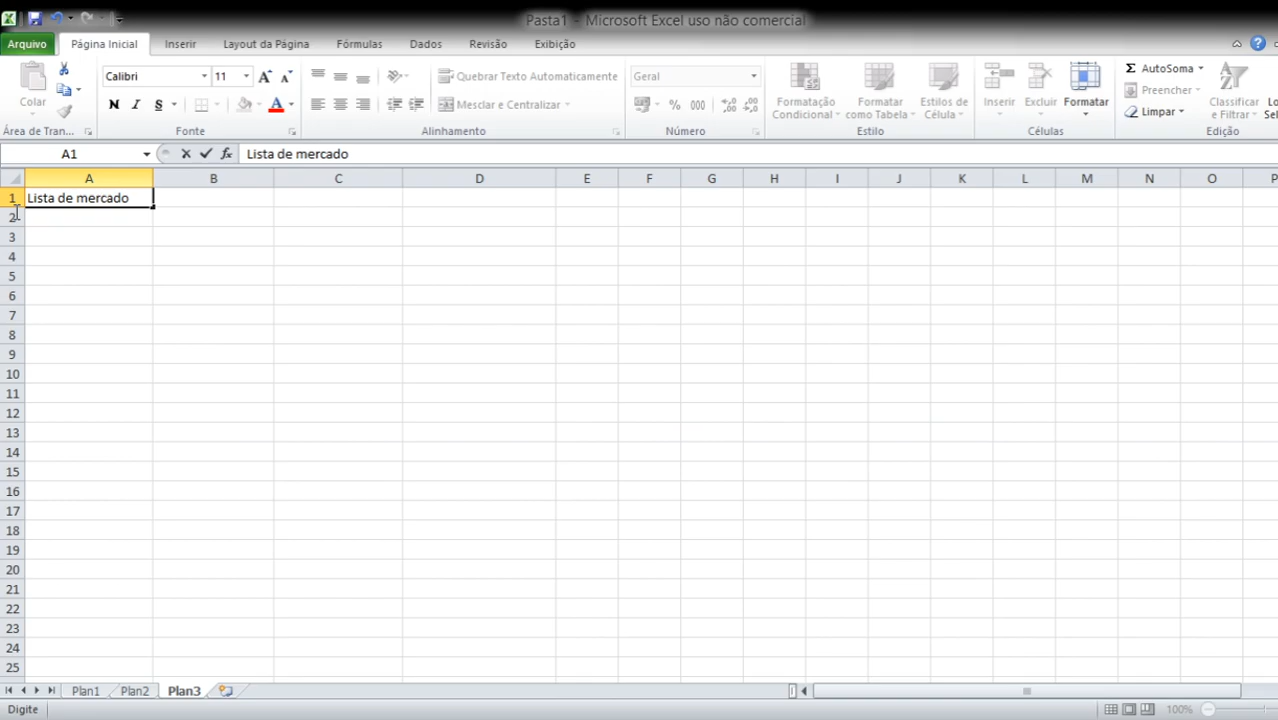 Pasta1 - Microsoft Excel uso não comercial
Arquivo Página Inicial Inserir Layout da Página Fórmulas Dados Revisão Exibição
Colar
Área de Tran...
Calibri 11
N I S
Fonte
Quebrar Texto Automaticamente
Mesclar e Centralizar
Alinhamento
Geral
% 000
Número
Formatação Condicional
Formatar como Tabela
Estilos de Célula
Estilo
Inserir
Excluir
Formatar
Células
AutoSoma
Preencher
Limpar
Classificar e Filtrar
Lo
Sel
Edição
A1 fx Lista de mercado
A B C D E F G H I J K L M N O P
1 Lista de mercado
2
3
4
5
6
7
8
9
10
11
12
13
14
15
16
17
18
19
20
21
22
23
24
25
Plan1 Plan2 Plan3
Digite 100%